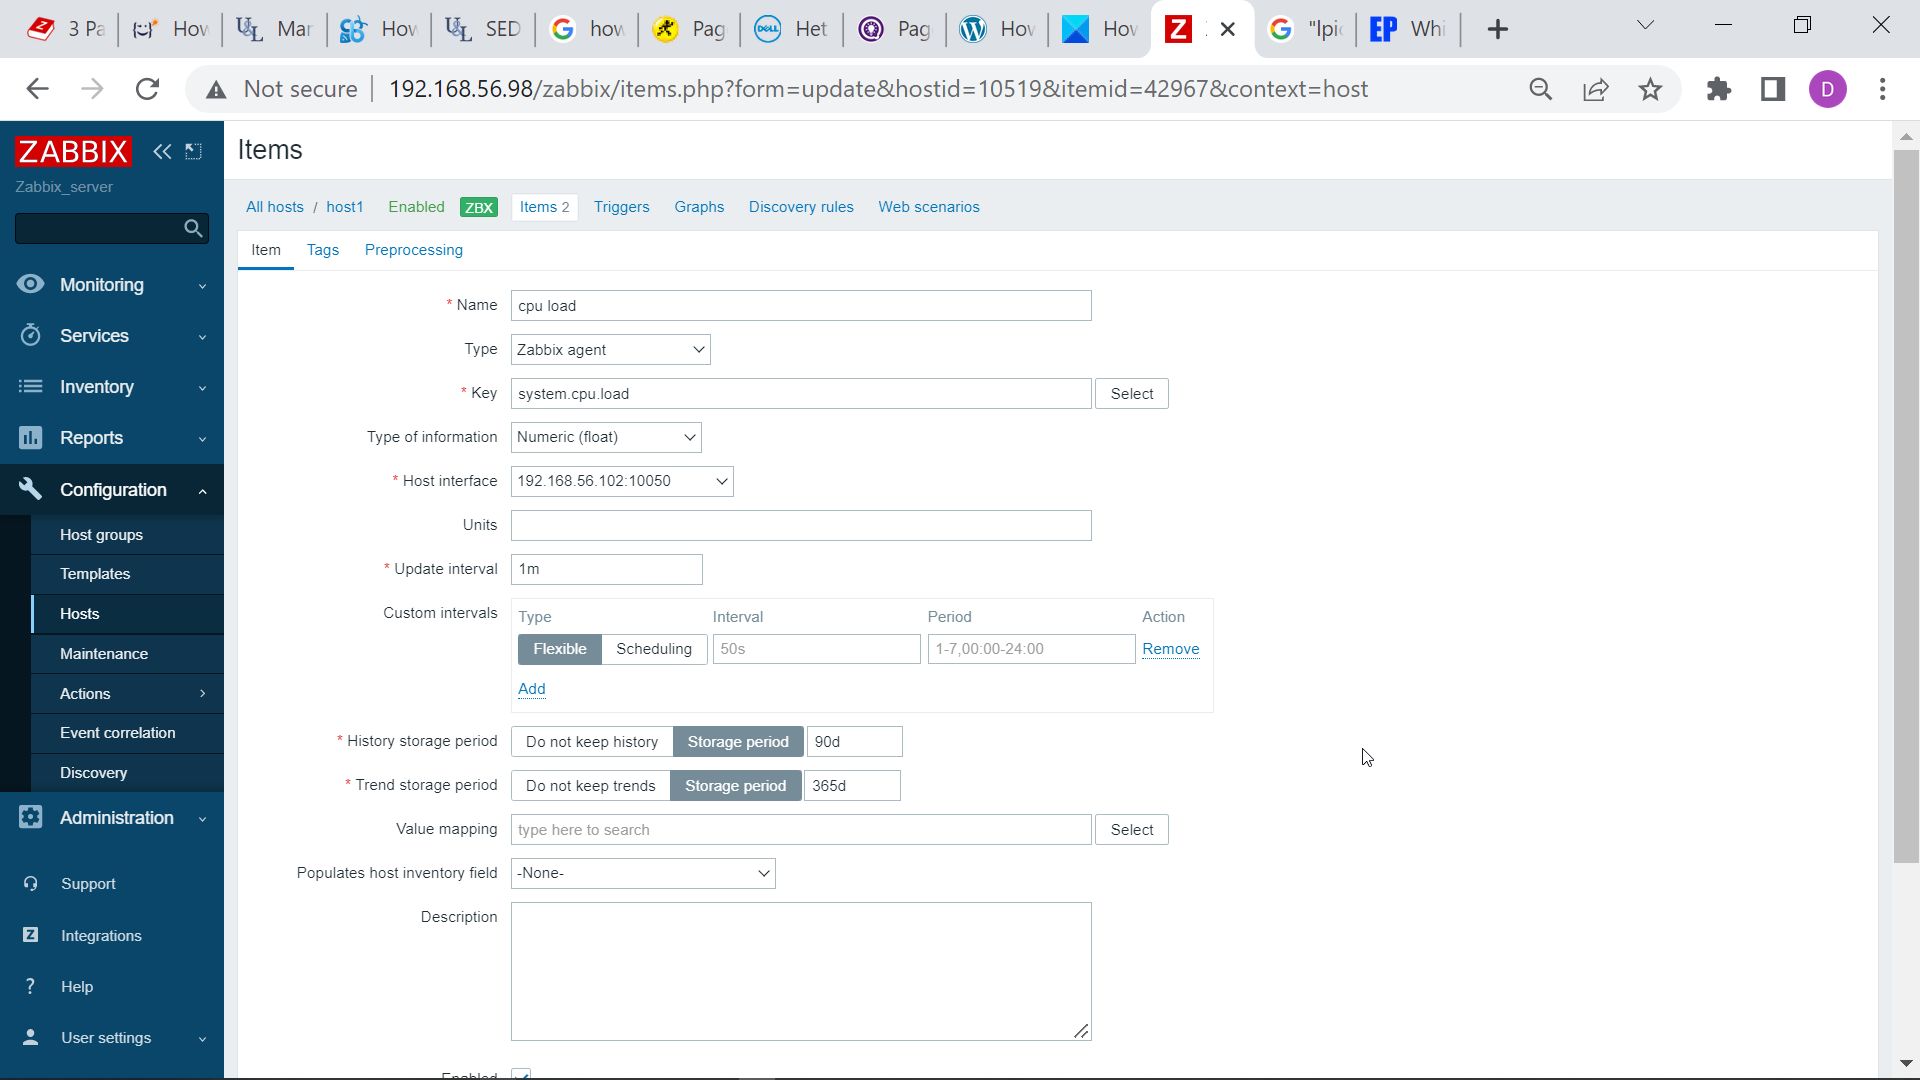 3 Pa
How
Mar
How
SED
how
Pag
Het
Pag
How
How
"lpic
Whi
Not secure
192.168.56.98/zabbix/items.php?form=update&hostid=10519&itemid=42967&context=host
D
ZABBIX
Zabbix_server
Monitoring
Services
Inventory
Reports
Configuration
Host groups
Templates
Hosts
Maintenance
Actions
Event correlation
Discovery
Administration
Support
Integrations
Help
User settings
Items
All hosts / host1 Enabled ZBX Items 2 Triggers Graphs Discovery rules Web scenarios
Item Tags Preprocessing
* Name cpu load
Type Zabbix agent
* Key system.cpu.load Select
Type of information Numeric (float)
* Host interface 192.168.56.102:10050
Units
* Update interval 1m
Custom intervals Type Interval Period Action
Flexible Scheduling 50s 1-7,00:00-24:00 Remove
Add
* History storage period Do not keep history Storage period 90d
* Trend storage period Do not keep trends Storage period 365d
Value mapping type here to search Select
Populates host inventory field -None-
Description
Enabled